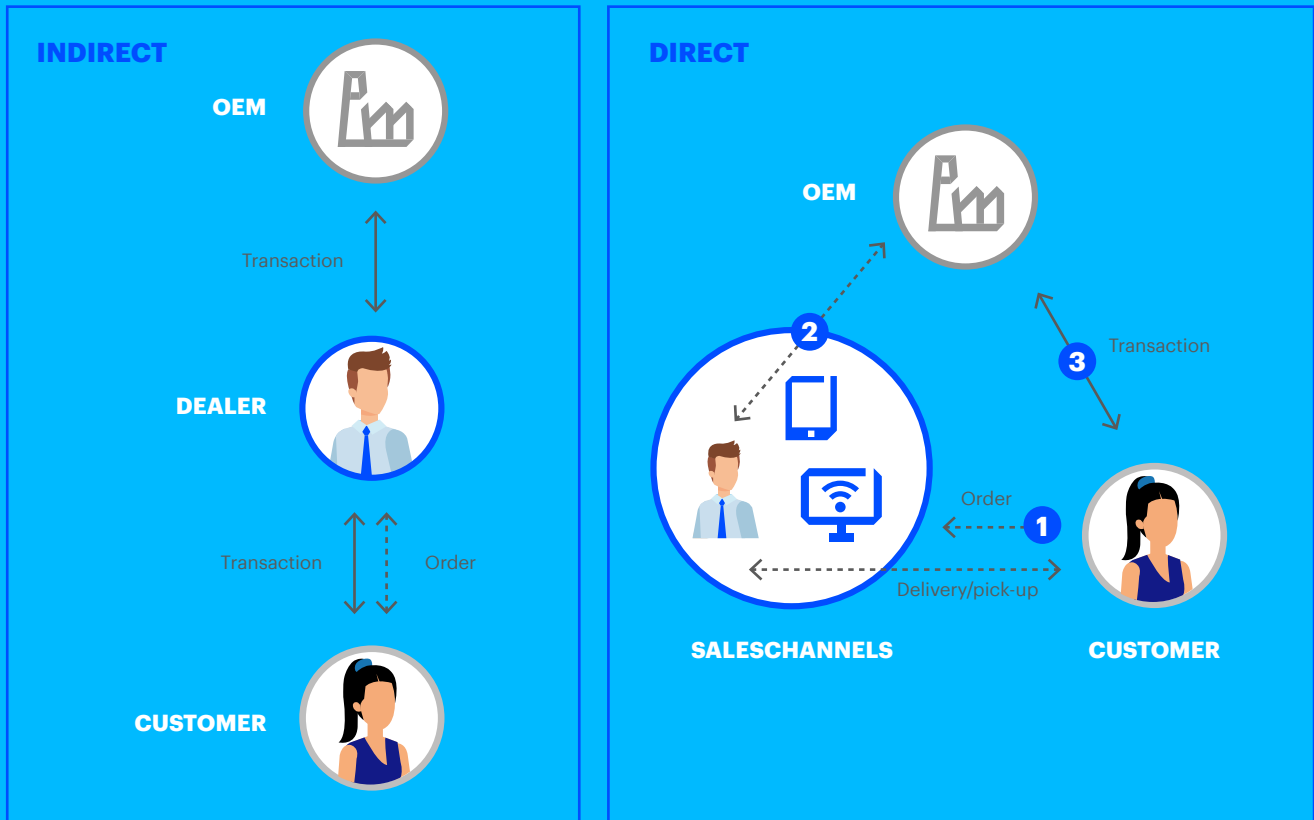 INDIRECT
OEM
Transaction
DEALER
Transaction
Order
CUSTOMER
DIRECT
OEM
2
3
Transaction
Order
1
Delivery/pick-up
SALESCHANNELS
CUSTOMER